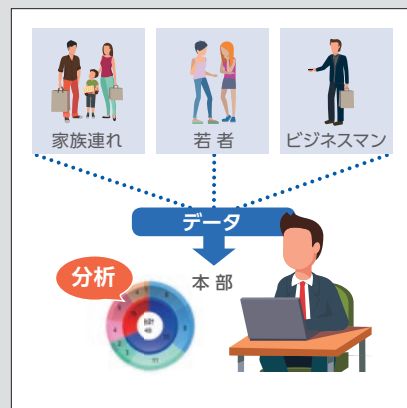 家族連れ
若者
ビジネスマン
データ
分析
本部